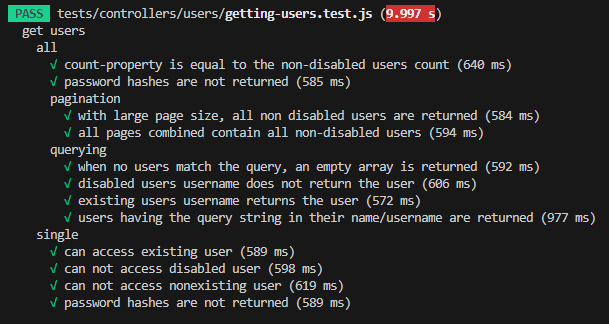 PASS tests/controllers/users/getting-users.test.js (9.997 s)
get users
all
√ count-property is equal to the non-disabled users count (640 ms)
√ password hashes are not returned (585 ms)
pagination
√ with large page size, all non disabled users are returned (584 ms)
√ all pages combined contain all non-disabled users (594 ms)
querying
√ when no users match the query, an empty array is returned (592 ms)
√ disabled users username does not return the user (606 ms)
√ existing users username returns the user (572 ms)
√ users having the query string in their name/username are returned (977 ms)
single
√ can access existing user (589 ms)
√ can not access disabled user (598 ms)
√ can not access nonexisting user (619 ms)
√ password hashes are not returned (589 ms)